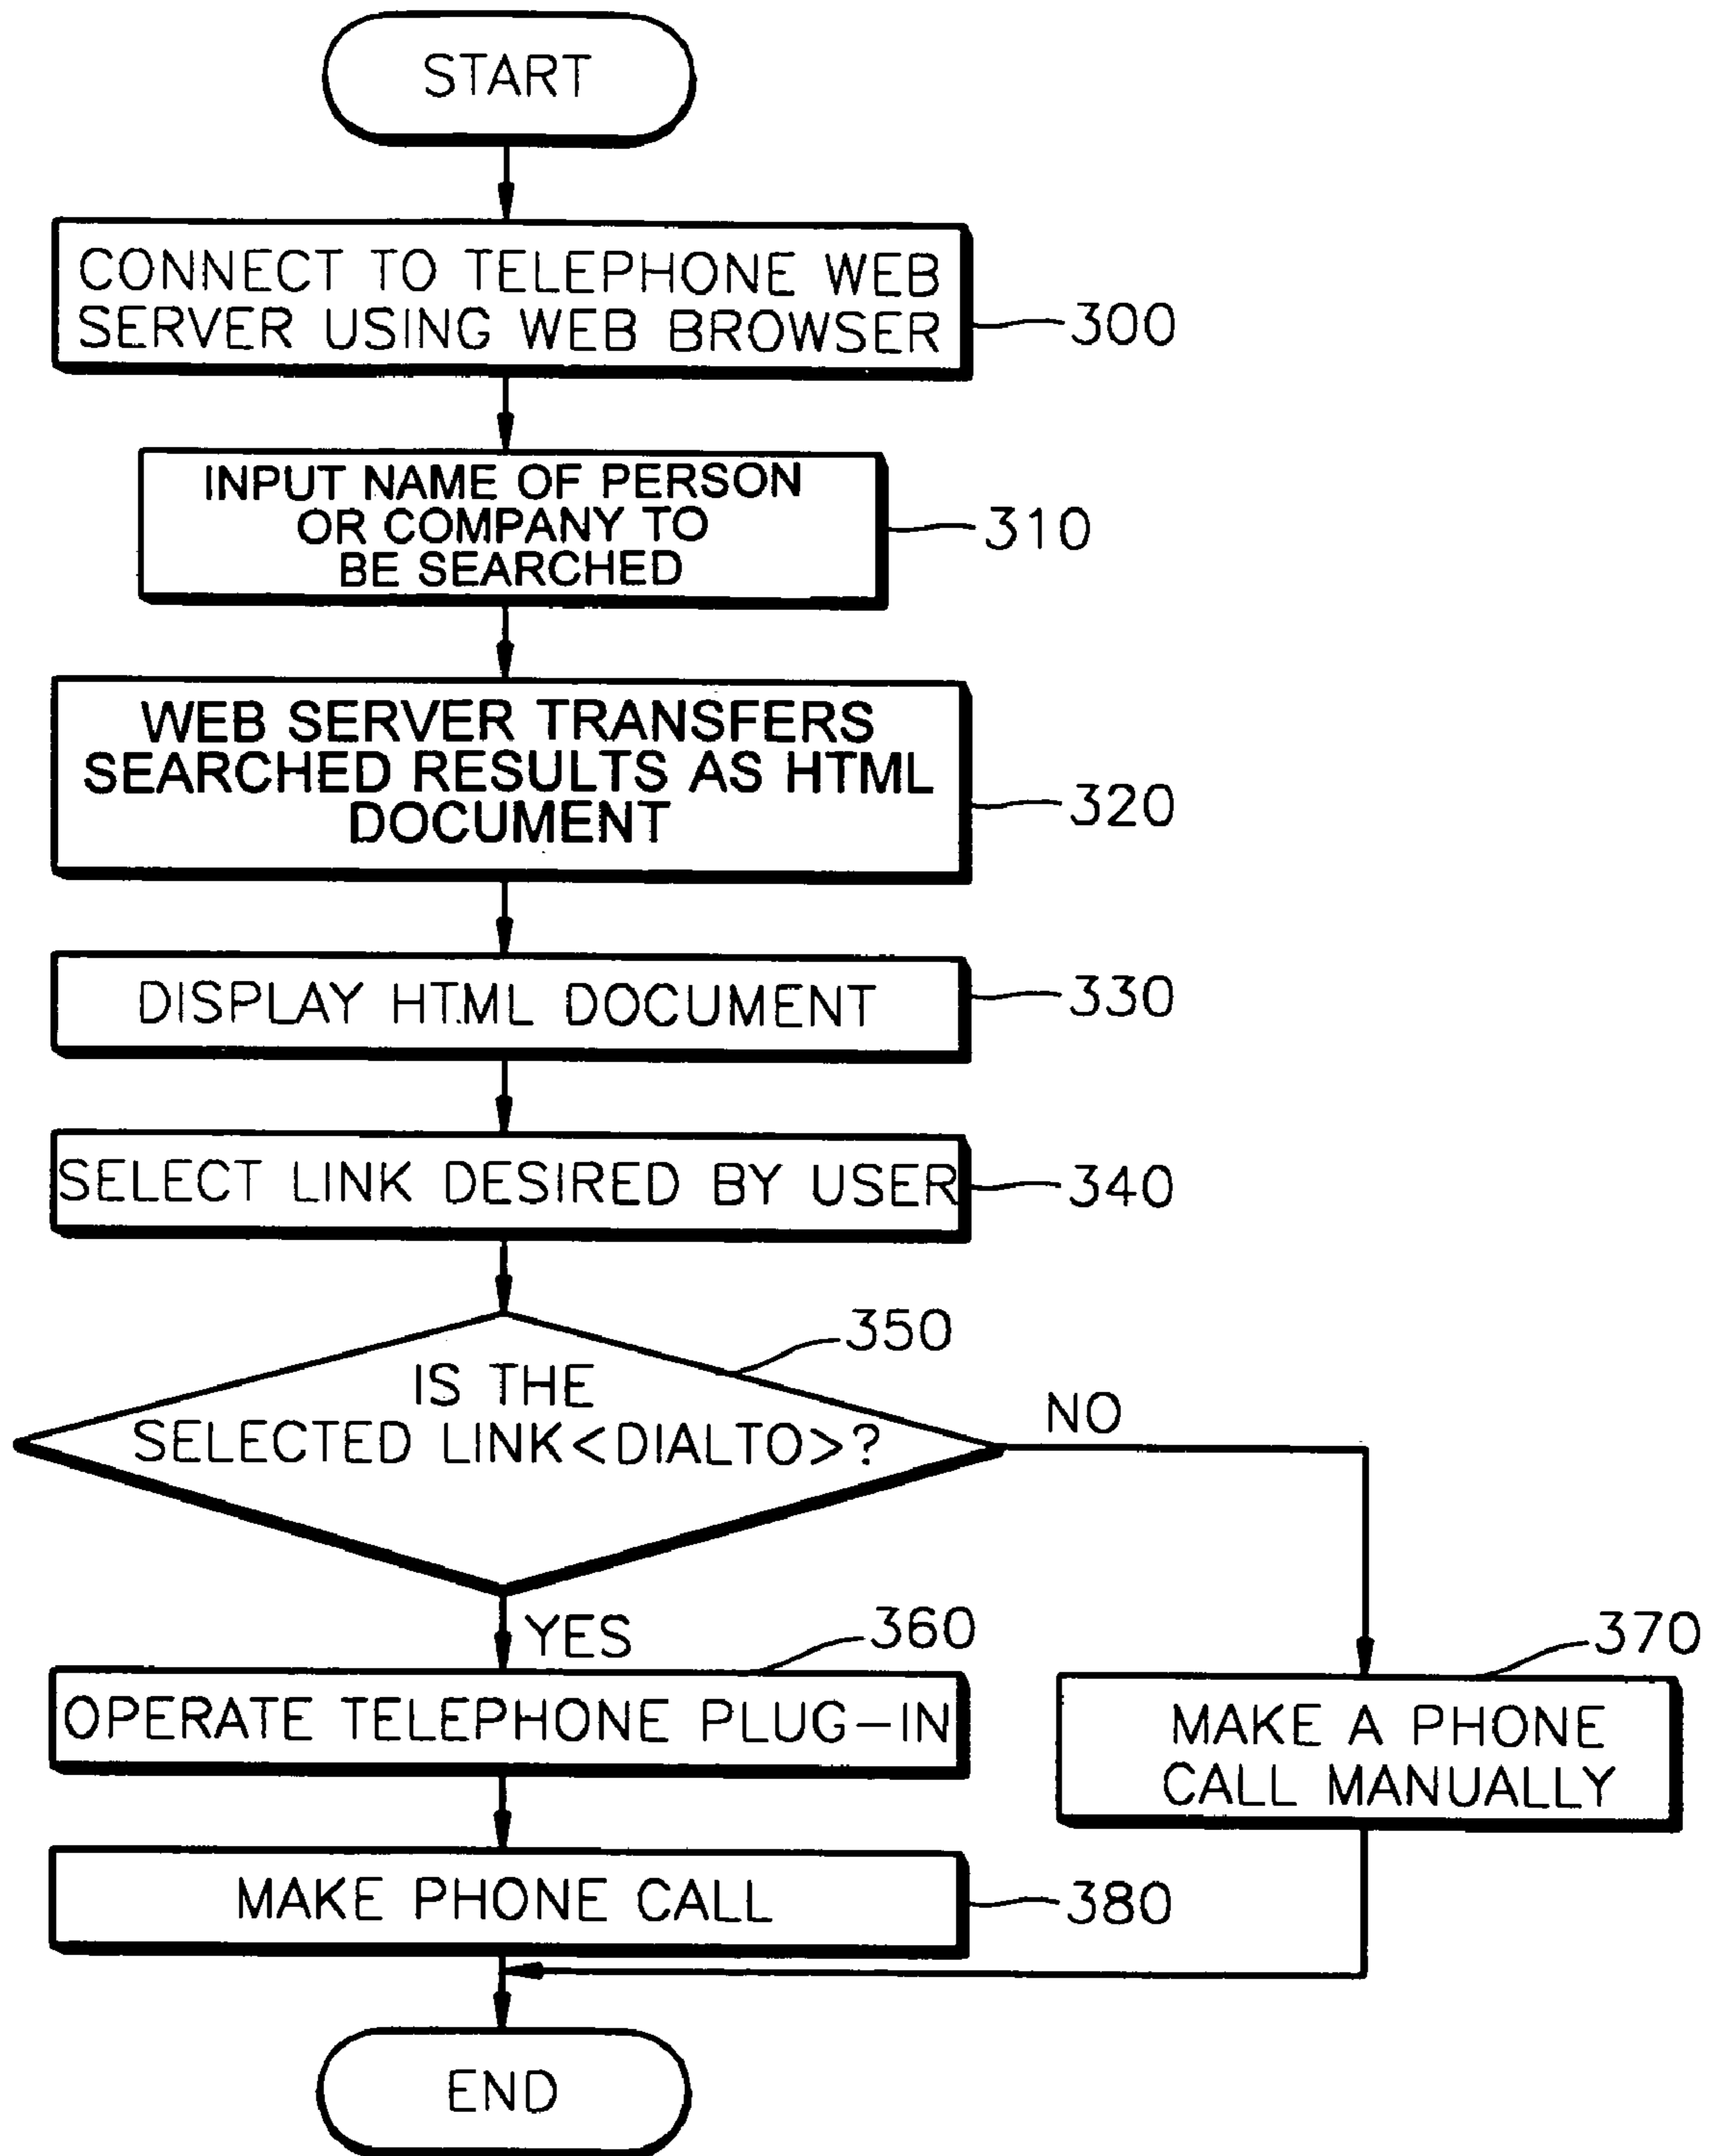 START
CONNECT TO TELEPHONE WEB
SERVER USING WEB BROWSER
300
INPUT NAME OF PERSON
OR COMPANY TO
BE SEARCHED
310
WEB SERVER TRANSFERS
SEARCHED RESULTS AS HTML
DOCUMENT
320
DISPLAY HTML DOCUMENT
330
SELECT LINK DESIRED BY USER
340
350
IS THE
SELECTED LINK<DIALTO>?
NO
YES
360
OPERATE TELEPHONE PLUG-IN
370
MAKE A PHONE
CALL MANUALLY
MAKE PHONE CALL
380
END